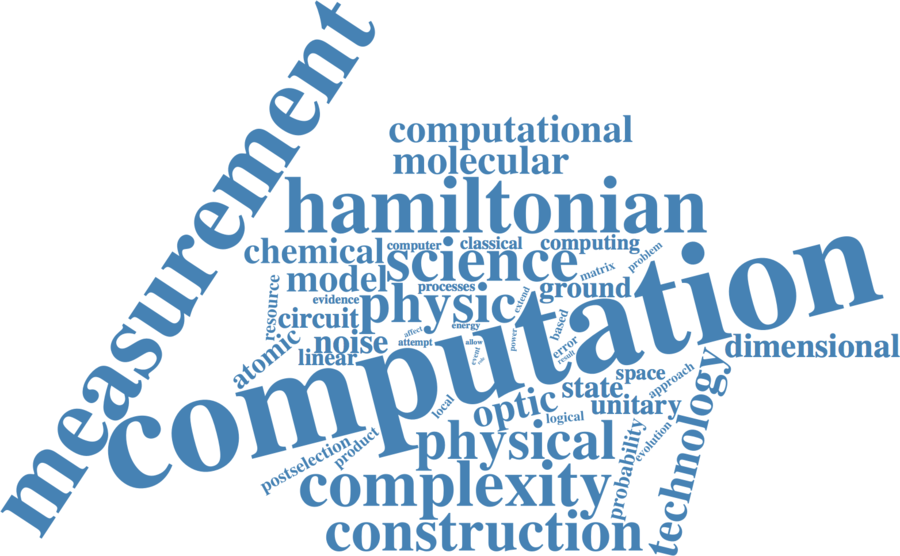 measurement
computational
molecular
hamiltonian
chemical
computer
classical
computing
problem
science
matrix
model
resource
processes
ground
evidence
physic
extend
circuit
energy
based
affect
power
noise
attempt
allow
error
atomic
linear
event
result
computation
dimensional
space
state
approach
technology
optic
unitary
local
logical
physical
product
postselection
probability
evolution
complexity
construction